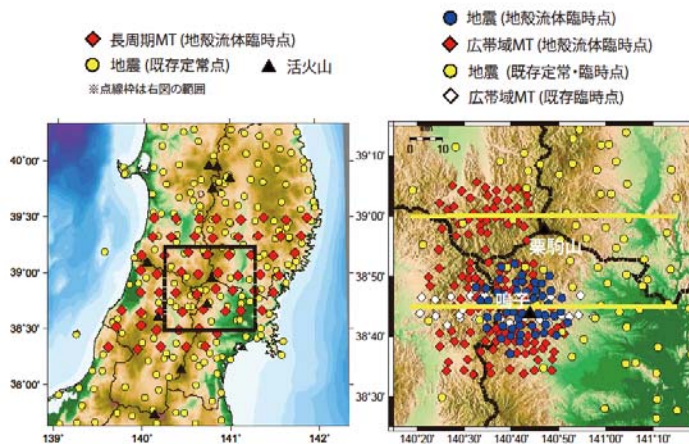 ◆ 長周期MT (地殻流体臨時点)
● 地震 (既存定常点) ▲ 活火山
※点線枠は右図の範囲
● 地震 (地殻流体臨時点)
◆ 広帯域MT (地殻流体臨時点)
● 地震 (既存定常・臨時点)
◇ 広帯域MT (既存臨時点)
40°00'
39°30'
39°00'
38°30'
38°00'
139°
140°
141°
142°
0 10
39°10'
39°00'
38°50'
38°40'
38°30'
栗駒山
鳴子
140°20'
140°30'
140°40'
140°50'
141°00'
141°10'